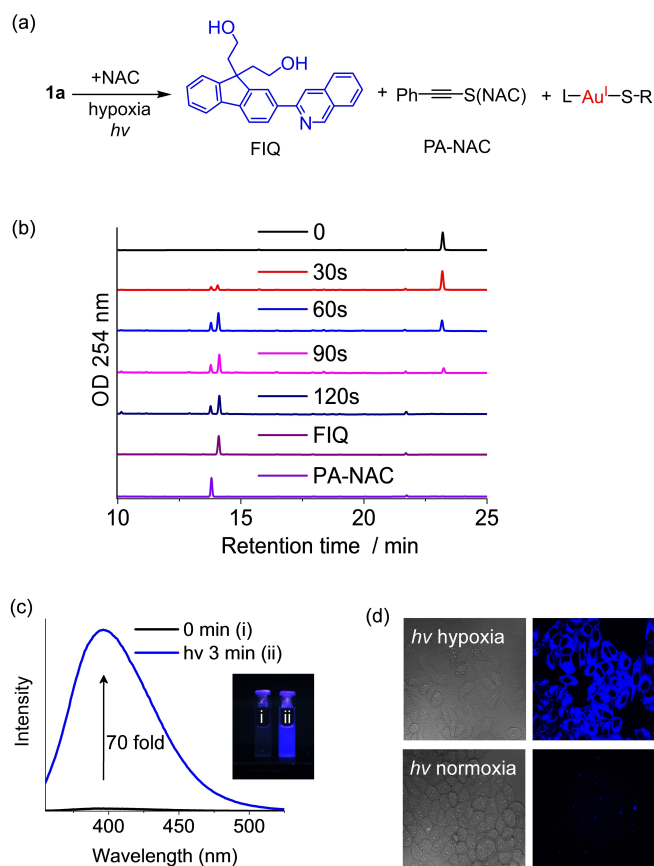 (a)
HO
OH
1a
+NAC
hypoxia
hv
N
FIQ
+
Ph
S(NAC)
PA-NAC
+
L
Auᴵ
S-R
(b)
OD 254 nm
0
30s
60s
90s
120s
FIQ
PA-NAC
10 15 20 25
Retention time / min
(c)
Intensity
0 min (i)
hv 3 min (ii)
70 fold
i ii
400 450 500
Wavelength (nm)
(d)
hv hypoxia
hv normoxia